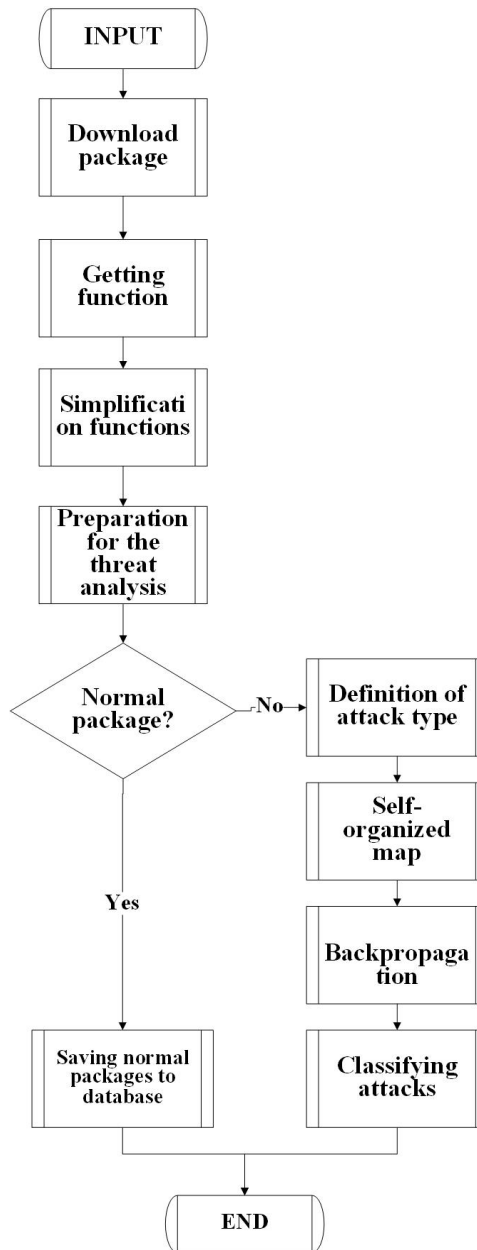 INPUT
Download
package
Getting
function
Simplificati
on functions
Preparation
for the
threat
analysis
Normal
package?
No
Definition of
attack type
Self-
organized
map
Backpropaga
tion
Classifying
attacks
Yes
Saving normal
packages to
database
END